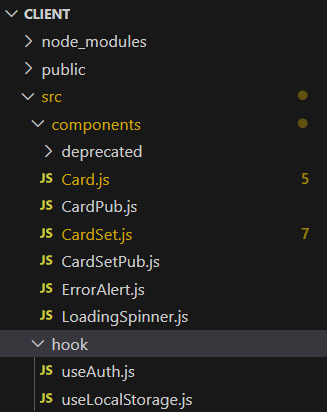 CLIENT
node_modules
public
src
components
deprecated
JS Card.js 5
JS CardPub.js
JS CardSet.js 7
JS CardSetPub.js
JS ErrorAlert.js
JS LoadingSpinner.js
hook
JS useAuth.js
JS useLocalStorage.js